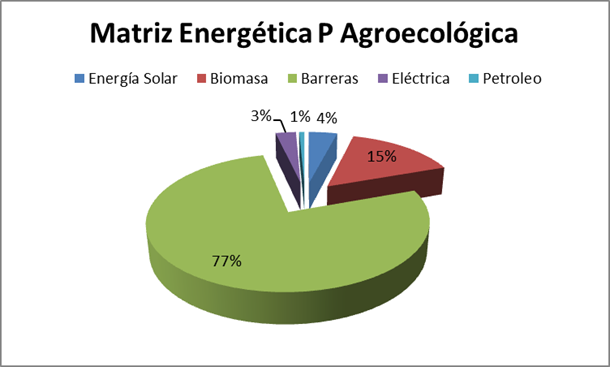 Matriz Energética P Agroecológica
Energía Solar Biomasa Barreras Eléctrica Petroleo
3% 1% 4%
15%
77%